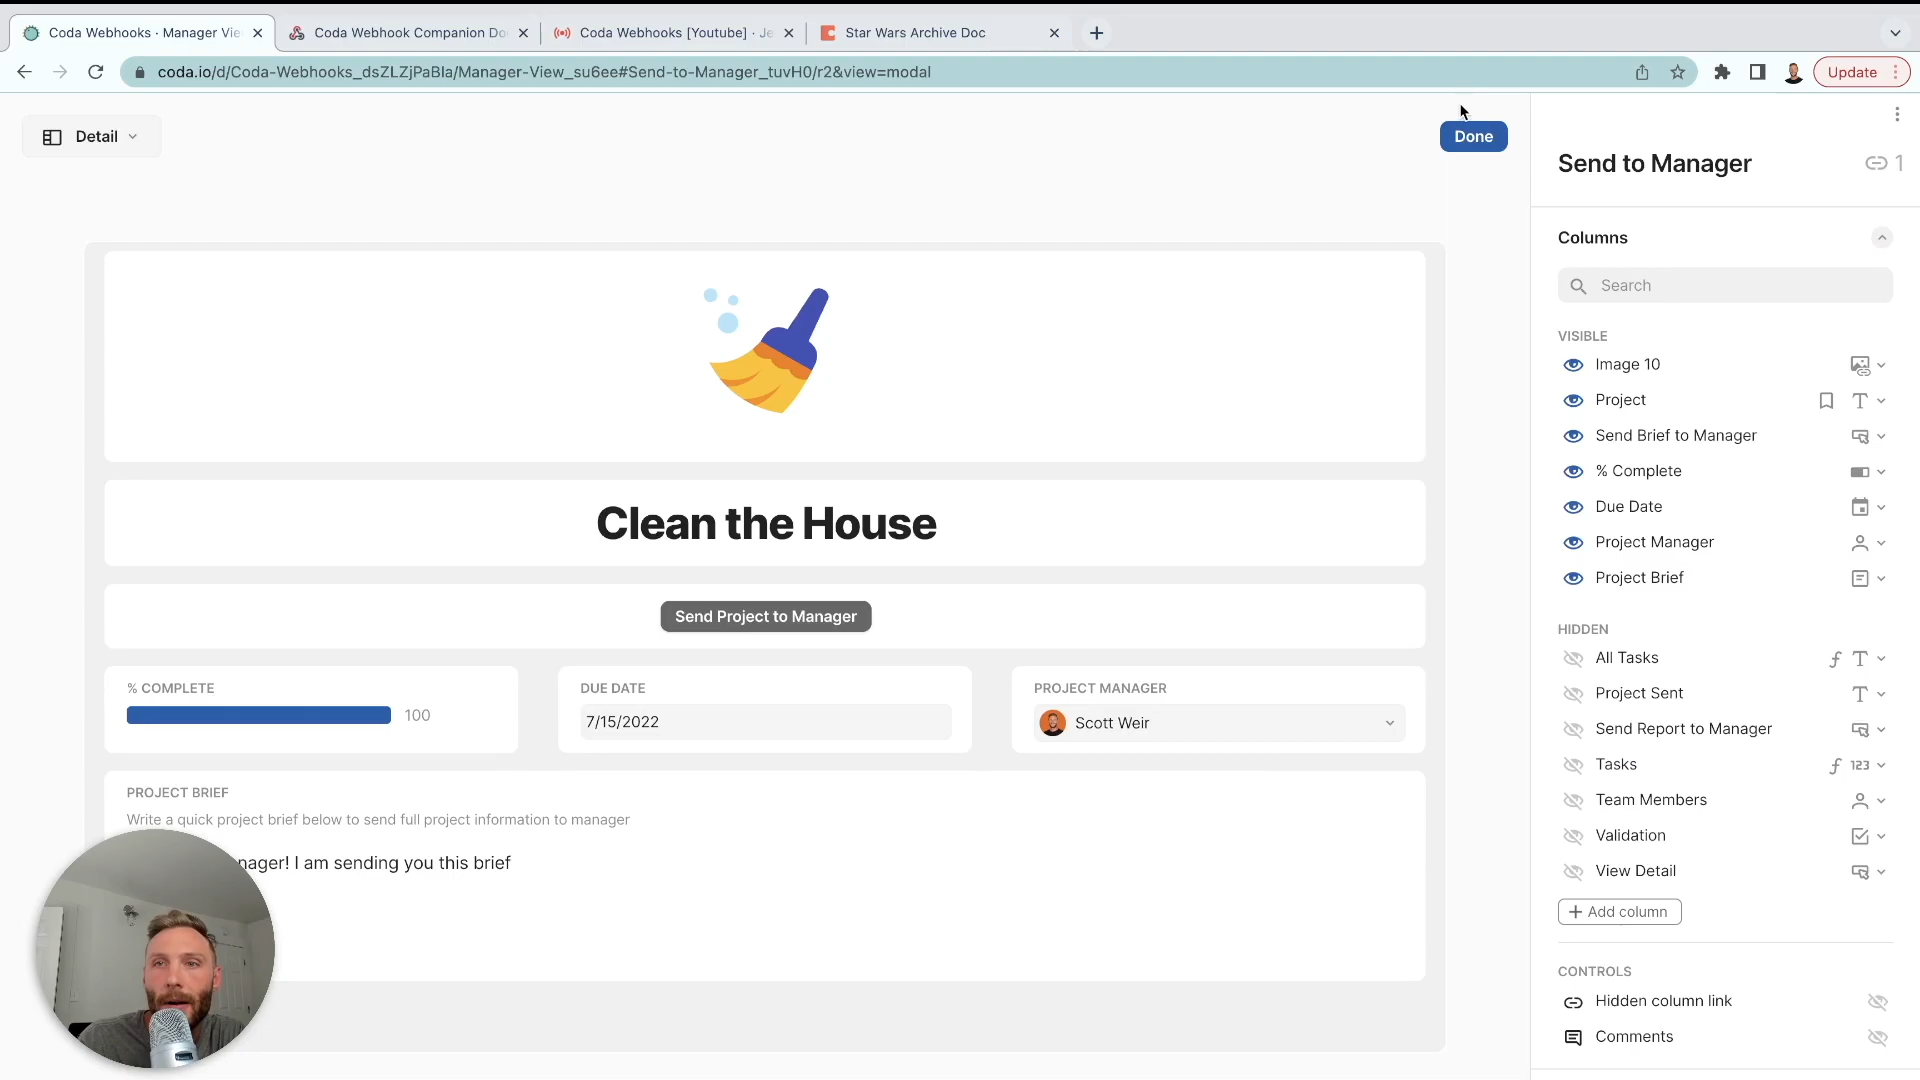 Coda Webhooks · Manager Vie
Coda Webhook Companion Do
Coda Webhooks [Youtube] · Je
Star Wars Archive Doc
coda.io/d/Coda-Webhooks_dsZLZjPaBla/Manager-View_su6ee#Send-to-Manager_tuvH0/r2&view=modal
Update
Detail
Done
Clean the House
Send Project to Manager
% COMPLETE
100
DUE DATE
7/15/2022
PROJECT MANAGER
Scott Weir
PROJECT BRIEF
Write a quick project brief below to send full project information to manager
nager! I am sending you this brief
Send to Manager
1
Columns
Search
VISIBLE
Image 10
Project
Send Brief to Manager
% Complete
Due Date
Project Manager
Project Brief
HIDDEN
All Tasks
Project Sent
Send Report to Manager
Tasks
123
Team Members
Validation
View Detail
+ Add column
CONTROLS
Hidden column link
Comments